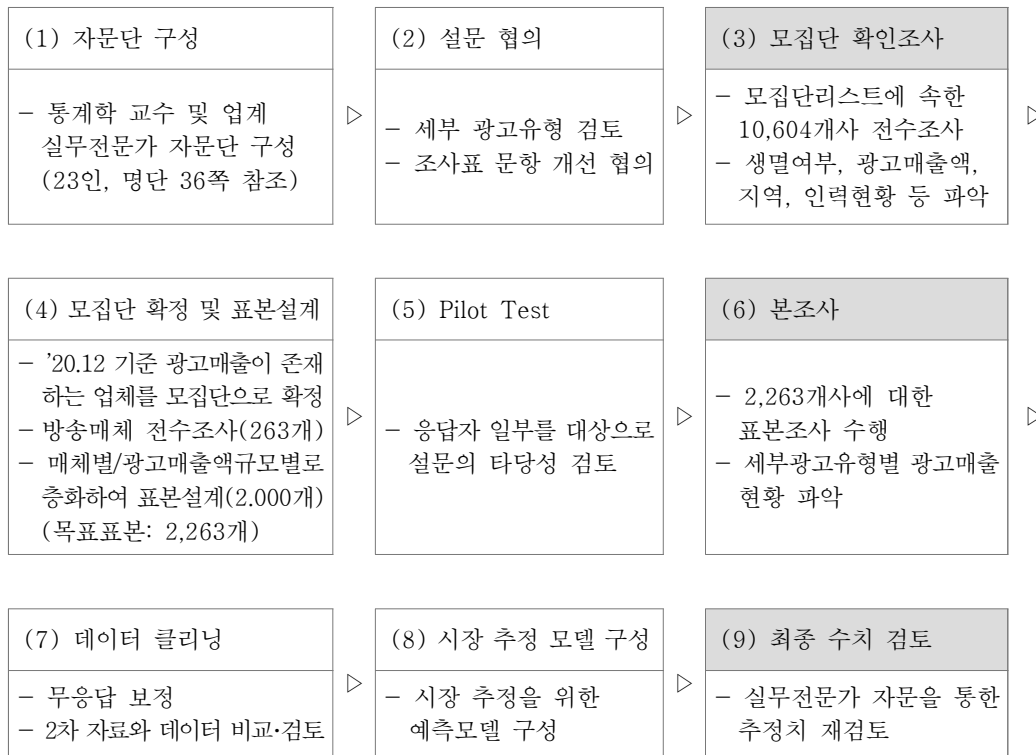 (1) 자문단 구성
- 통계학 교수 및 업계
실무전문가 자문단 구성
(23인, 명단 36쪽 참조)
▷
(2) 설문 협의
- 세부 광고유형 검토
- 조사표 문항 개선 협의
▷
(3) 모집단 확인조사
- 모집단리스트에 속한
10,604개사 전수조사
- 생멸여부, 광고매출액,
지역, 인력현황 등 파악
▷
(4) 모집단 확정 및 표본설계
- ’20.12 기준 광고매출이 존재
하는 업체를 모집단으로 확정
- 방송매체 전수조사(263개)
- 매체별/광고매출액규모별로
층화하여 표본설계(2.000개)
(목표표본: 2,263개)
▷
(5) Pilot Test
- 응답자 일부를 대상으로
설문의 타당성 검토
▷
(6) 본조사
- 2,263개사에 대한
표본조사 수행
- 세부광고유형별 광고매출
현황 파악
▷
(7) 데이터 클리닝
- 무응답 보정
- 2차 자료와 데이터 비교·검토
▷
(8) 시장 추정 모델 구성
- 시장 추정을 위한
예측모델 구성
▷
(9) 최종 수치 검토
- 실무전문가 자문을 통한
추정치 재검토